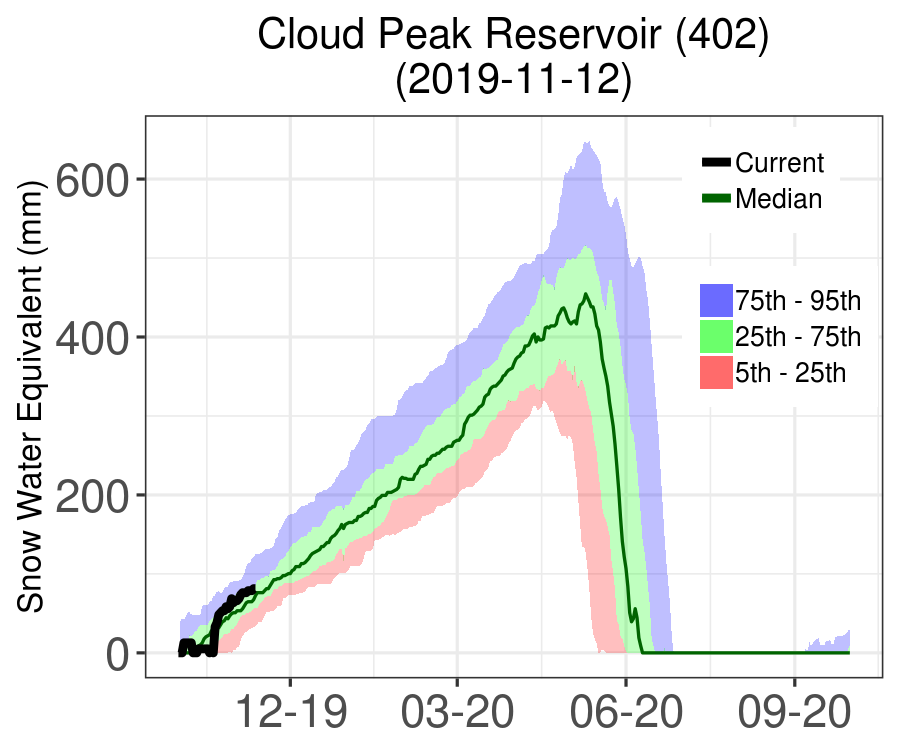 Cloud Peak Reservoir (402)
(2019-11-12)
Snow Water Equivalent (mm)
600
400
200
0
12-19
03-20
06-20
09-20
Current
Median
75th - 95th
25th - 75th
5th - 25th